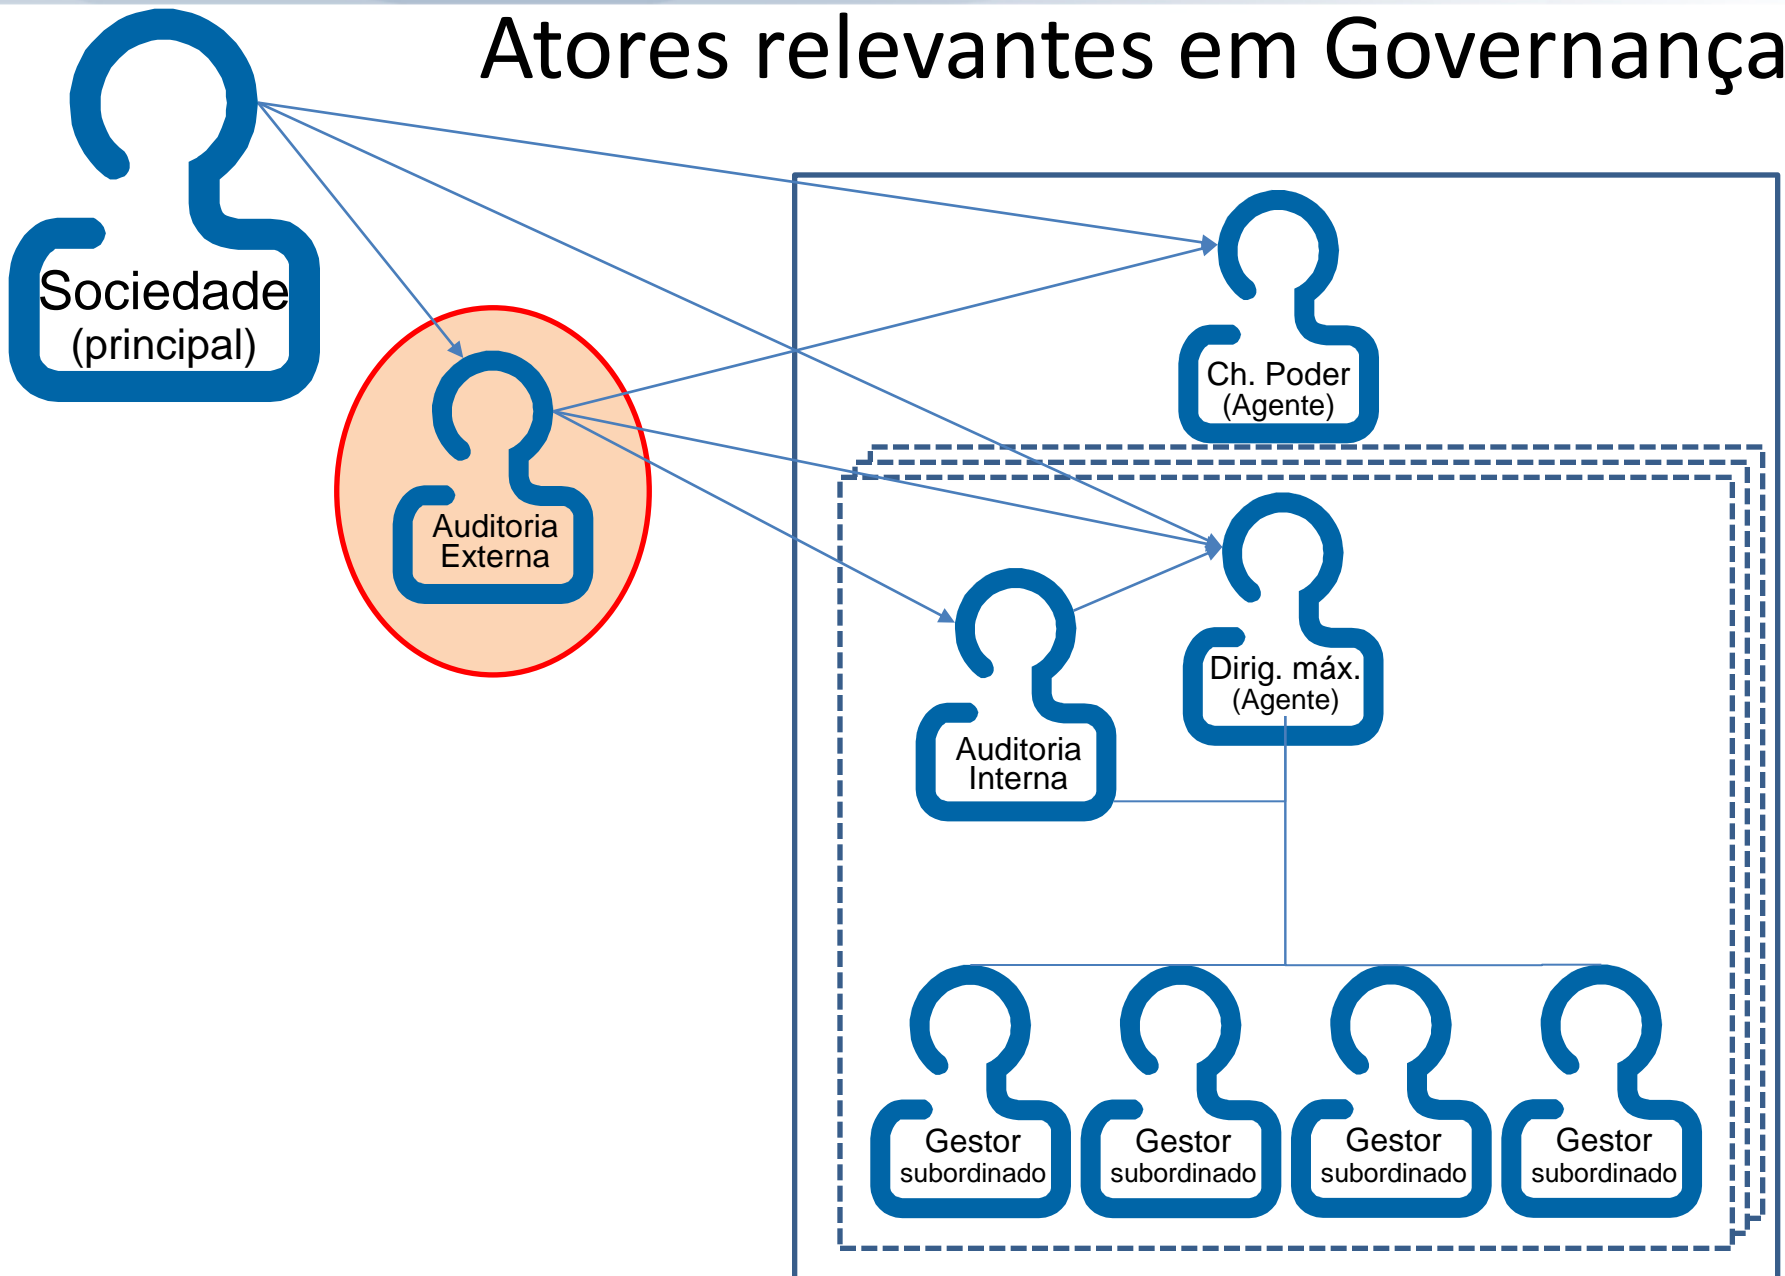 Atores relevantes em Governança
Sociedade
(principal)
Ch. Poder
(Agente)
Auditoria
Externa
Dirig. máx.
(Agente)
Auditoria
Interna
Gestor
subordinado
Gestor
subordinado
Gestor
subordinado
Gestor
subordinado